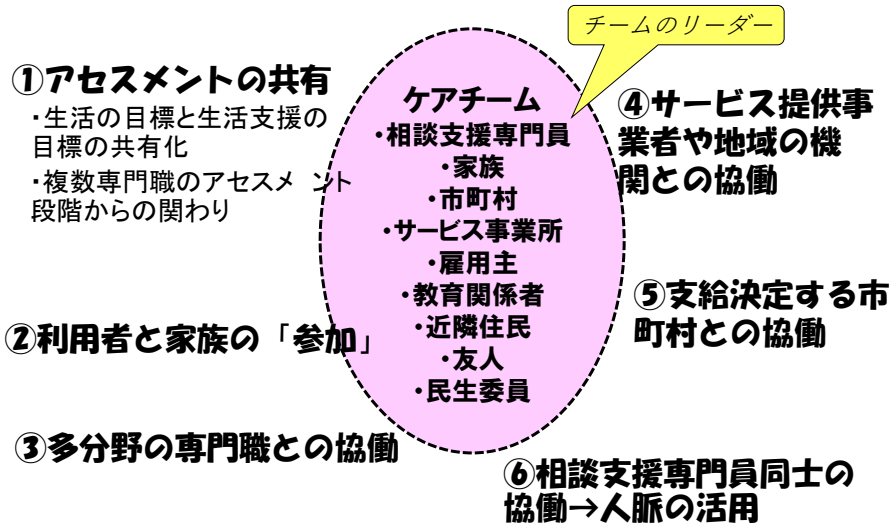 チームのリーダー
①アセスメントの共有
・生活の目標と生活支援の
目標の共有化
・複数専門職のアセスメント
段階からの関わり
②利用者と家族の「参加」
③多分野の専門職との協働
ケアチーム
・相談支援専門員
・家族
・市町村
・サービス事業所
・雇用主
・教育関係者
・近隣住民
・友人
・民生委員
④サービス提供事
業者や地域の機
関との協働
⑤支給決定する市
町村との協働
⑥相談支援専門員同士の
協働→人脈の活用